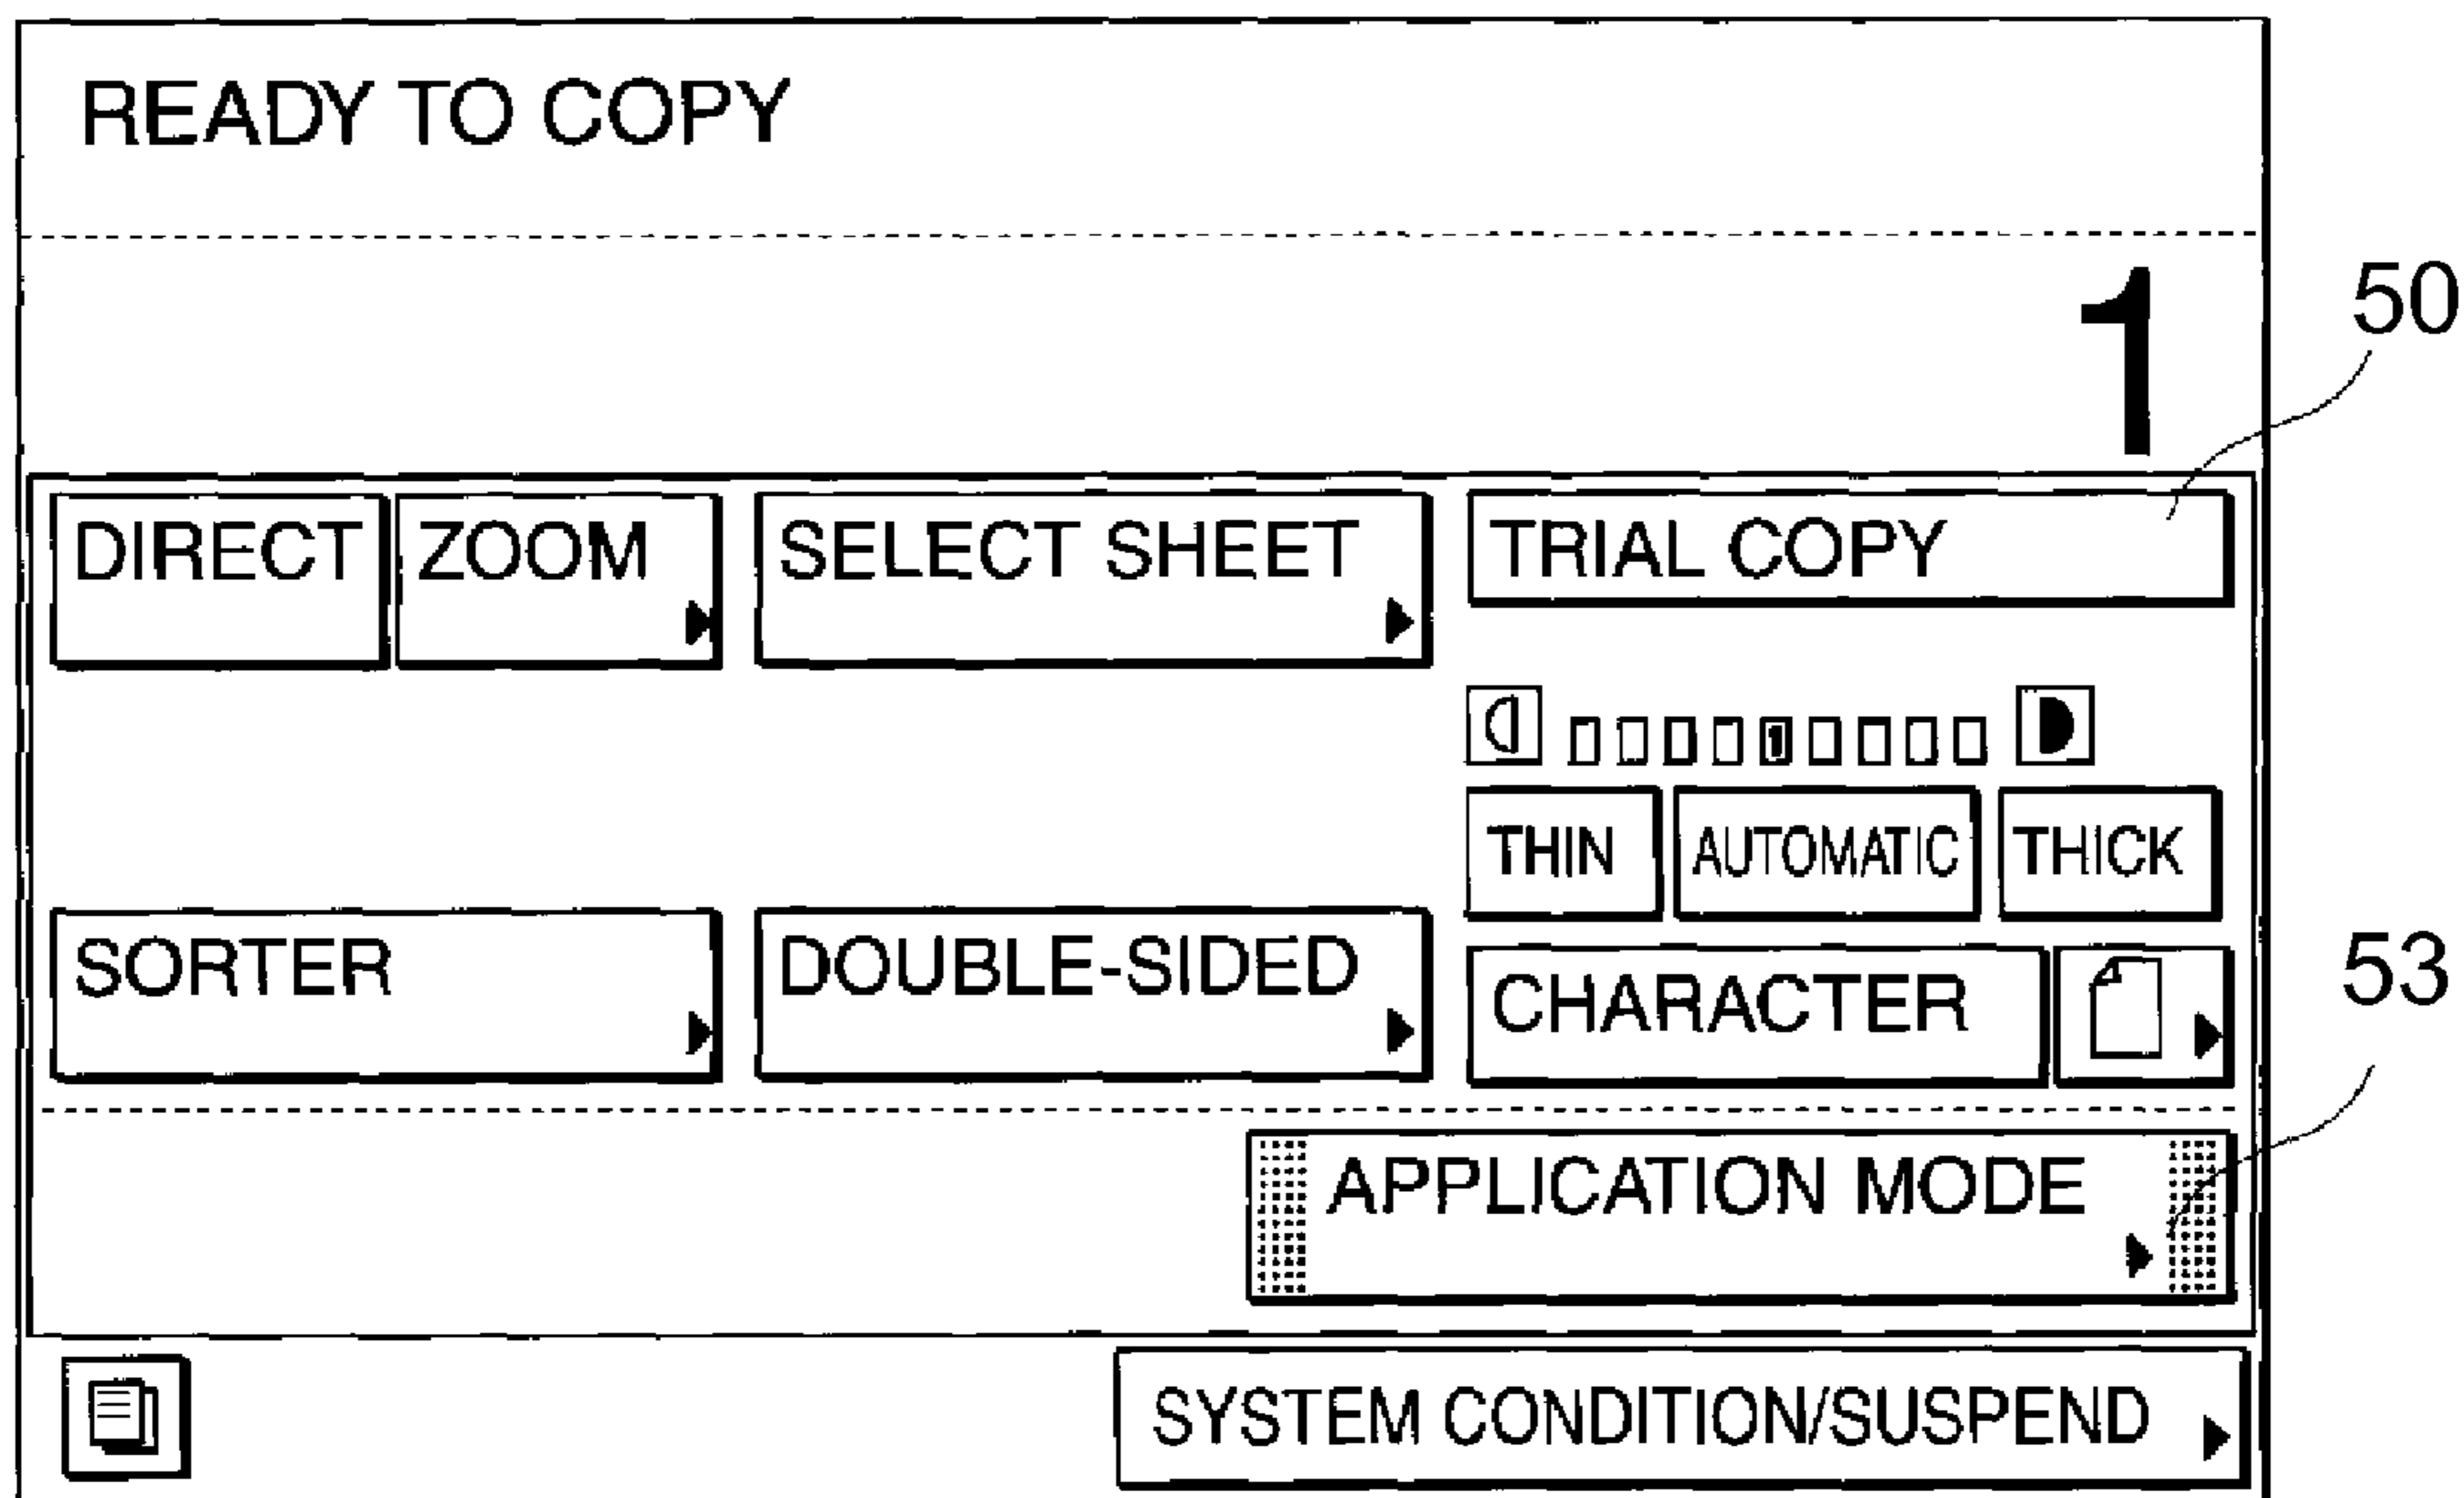 READY TO COPY
1
50
DIRECT ZOOM SELECT SHEET TRIAL COPY
THIN AUTOMATIC THICK
SORTER DOUBLE-SIDED CHARACTER
53
APPLICATION MODE
SYSTEM CONDITION/SUSPEND